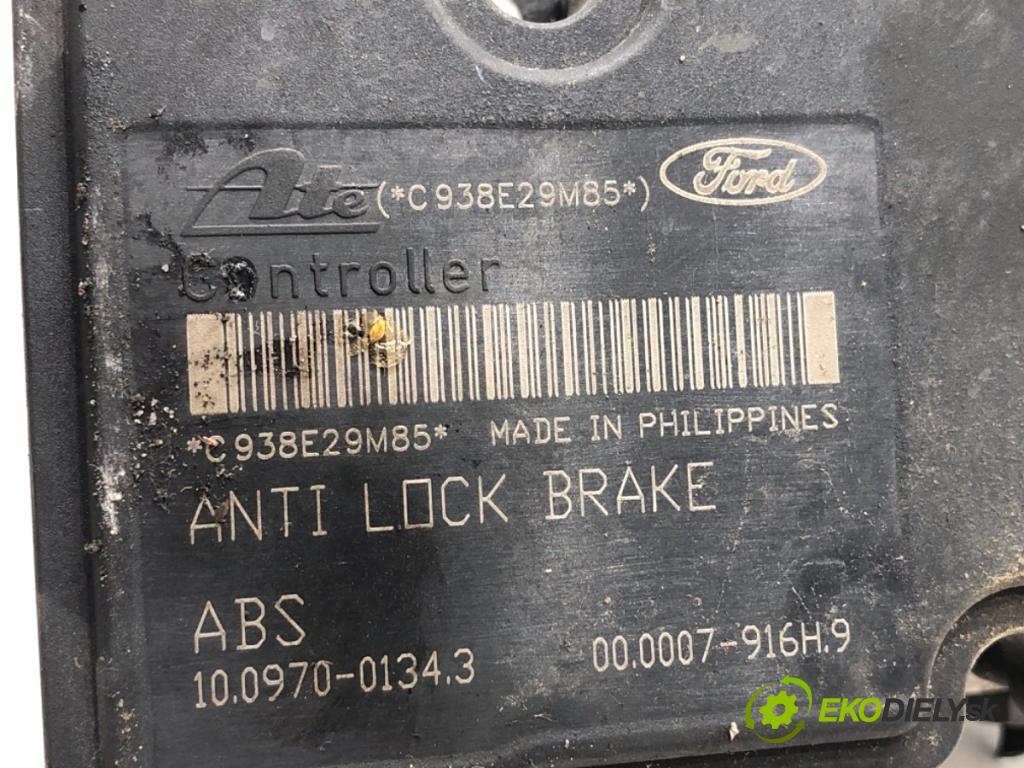 Ate (*C938E29M85*) Ford
Controller
*C938E29M85* MADE IN PHILIPPINES
ANTI LOCK BRAKE
ABS
10.0970-0134.3 00.0007-916H.9
EKODIELY.sk